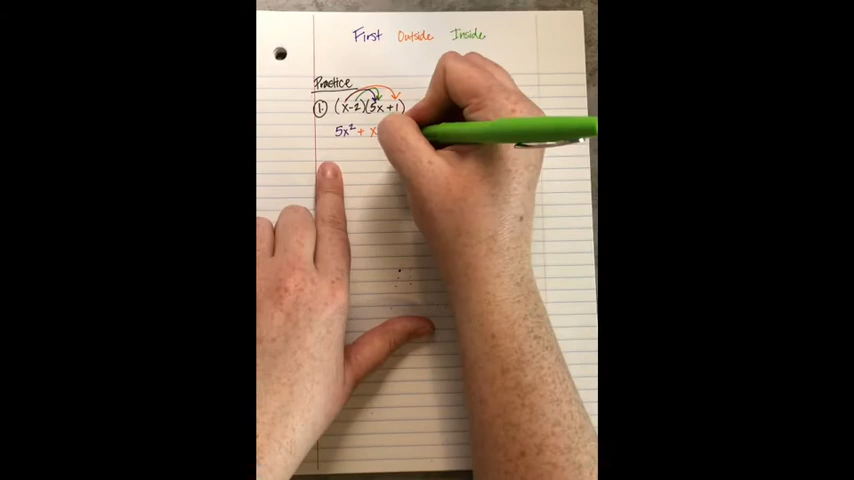 First Outside Inside
Practice
1. (x-2)(5x+1)
5x² + x